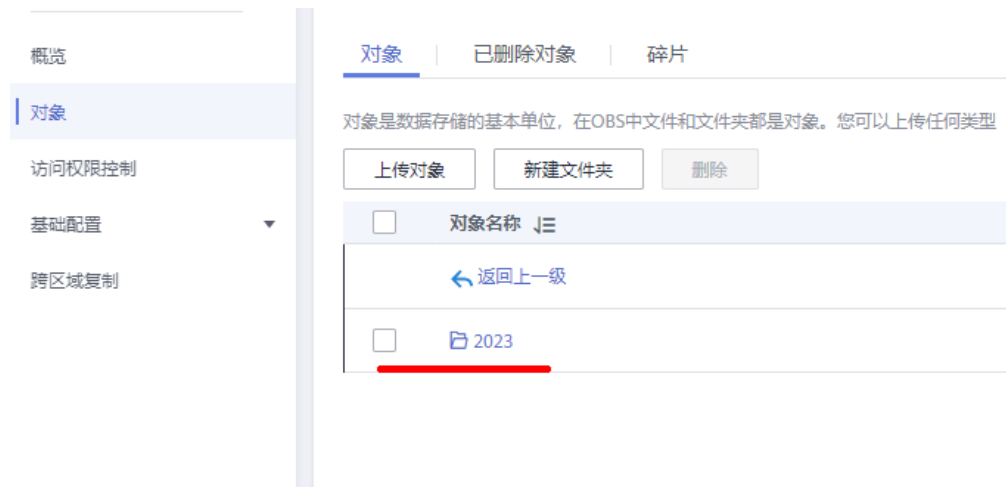 概览
对象
访问权限控制
基础配置
跨区域复制
对象 已删除对象 碎片
对象是数据存储的基本单位，在OBS中文件和文件夹都是对象。您可以上传任何类型
上传对象 新建文件夹 删除
对象名称
返回上一级
2023